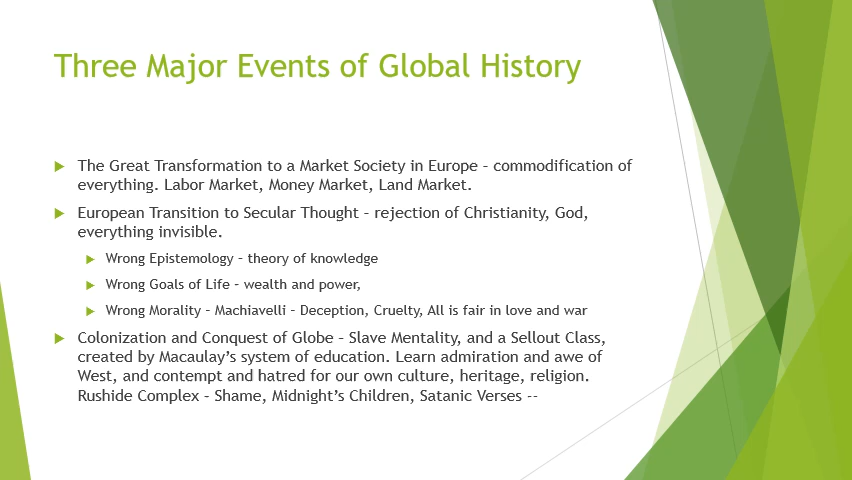 Three Major Events of Global History
The Great Transformation to a Market Society in Europe – commodification of
everything. Labor Market, Money Market, Land Market.
European Transition to Secular Thought – rejection of Christianity, God,
everything invisible.
Wrong Epistemology – theory of knowledge
Wrong Goals of Life – wealth and power,
Wrong Morality – Machiavelli – Deception, Cruelty, All is fair in love and war
Colonization and Conquest of Globe – Slave Mentality, and a Sellout Class,
created by Macaulay’s system of education. Learn admiration and awe of
West, and contempt and hatred for our own culture, heritage, religion.
Rushide Complex – Shame, Midnight’s Children, Satanic Verses --